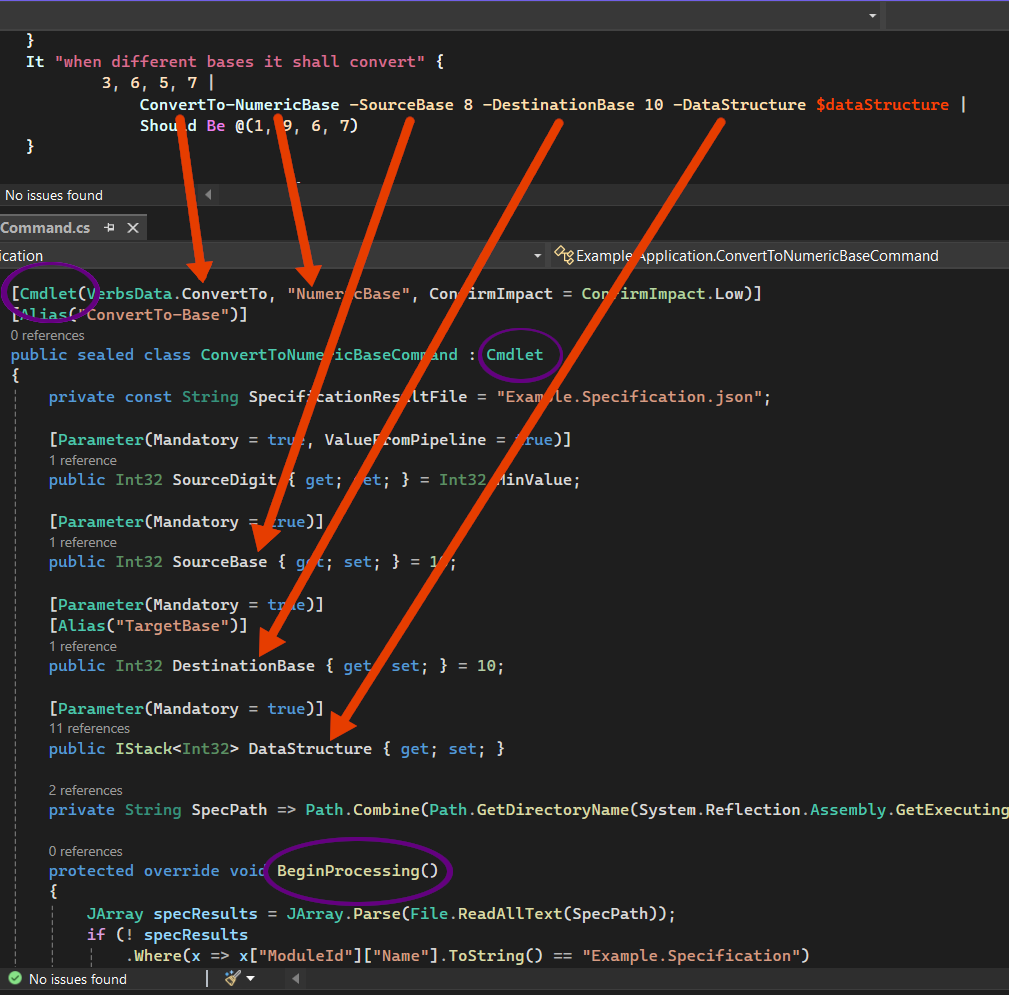 }
It "when different bases it shall convert" {
3, 6, 5, 7 |
ConvertTo-NumericBase -SourceBase 8 -DestinationBase 10 -DataStructure $dataStructure |
Should Be @(1, 9, 6, 7)
}
No issues found
Command.cs
ication
Example.Application.ConvertToNumericBaseCommand
[Cmdlet(VerbsData.ConvertTo, "NumericBase", ConfirmImpact = ConfirmImpact.Low)]
[Alias("ConvertTo-Base")]
0 references
public sealed class ConvertToNumericBaseCommand : Cmdlet
{
private const String SpecificationResultFile = "Example.Specification.json";
[Parameter(Mandatory = true, ValueFromPipeline = true)]
1 reference
public Int32 SourceDigit { get; set; } = Int32.MinValue;
[Parameter(Mandatory = true)]
1 reference
public Int32 SourceBase { get; set; } = 10;
[Parameter(Mandatory = true)]
[Alias("TargetBase")]
1 reference
public Int32 DestinationBase { get; set; } = 10;
[Parameter(Mandatory = true)]
11 references
public IStack<Int32> DataStructure { get; set; }
2 references
private String SpecPath => Path.Combine(Path.GetDirectoryName(System.Reflection.Assembly.GetExecuting
0 references
protected override void BeginProcessing()
{
JArray specResults = JArray.Parse(File.ReadAllText(SpecPath));
if (! specResults
.Where(x => x["ModuleId"]["Name"].ToString() == "Example.Specification")
No issues found